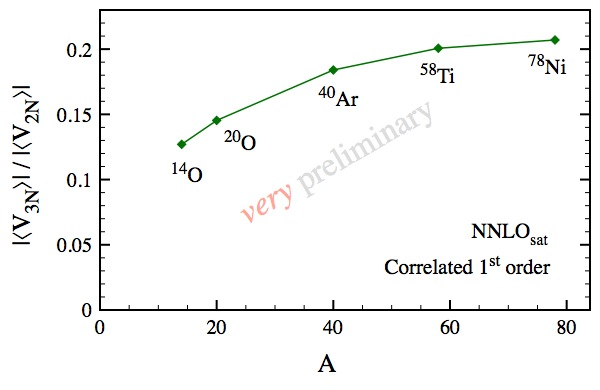 0.2
0.15
0.1
0.05
0
|⟨V₃N⟩| / |⟨V₂N⟩|
¹⁴O
²⁰O
⁴⁰Ar
⁵⁸Ti
⁷⁸Ni
very preliminary
NNLOsat
Correlated 1ˢᵗ order
0 20 40 60 80
A